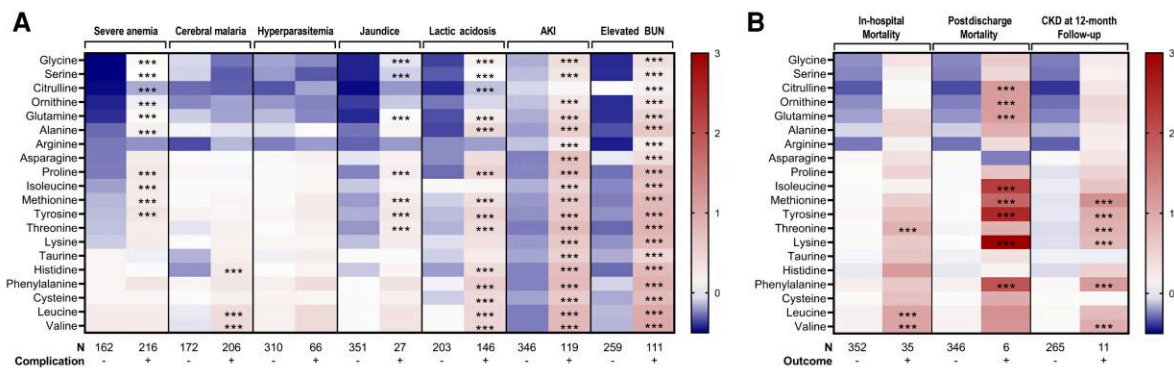 A
Severe anemia Cerebral malaria Hyperparasitemia Jaundice Lactic acidosis AKI Elevated BUN
Glycine *** *** *** *** ***
Serine *** *** *** *** ***
Citrulline *** *** ***
Ornithine *** *** ***
Glutamine *** *** *** *** ***
Alanine *** *** *** ***
Arginine *** ***
Asparagine *** ***
Proline *** *** *** *** ***
Isoleucine *** *** ***
Methionine *** *** *** *** ***
Tyrosine *** *** *** *** ***
Threonine *** *** *** ***
Lysine *** ***
Taurine *** ***
Histidine *** *** *** ***
Phenylalanine *** *** ***
Cysteine *** *** ***
Leucine *** *** *** ***
Valine *** *** *** ***
N 162 216 172 206 310 66 351 27 203 146 346 119 259 111
Complication - + - + - + - + - + - + - +
3
2
1
0
B
In-hospital Mortality
Postdischarge Mortality
CKD at 12-month Follow-up
Glycine
Serine
Citrulline ***
Ornithine ***
Glutamine ***
Alanine
Arginine
Asparagine
Proline
Isoleucine ***
Methionine *** ***
Tyrosine *** ***
Threonine *** ***
Lysine *** ***
Taurine
Histidine
Phenylalanine *** ***
Cysteine
Leucine ***
Valine *** ***
N 352 35 346 6 265 11
Outcome - + - + - +
3
2
1
0